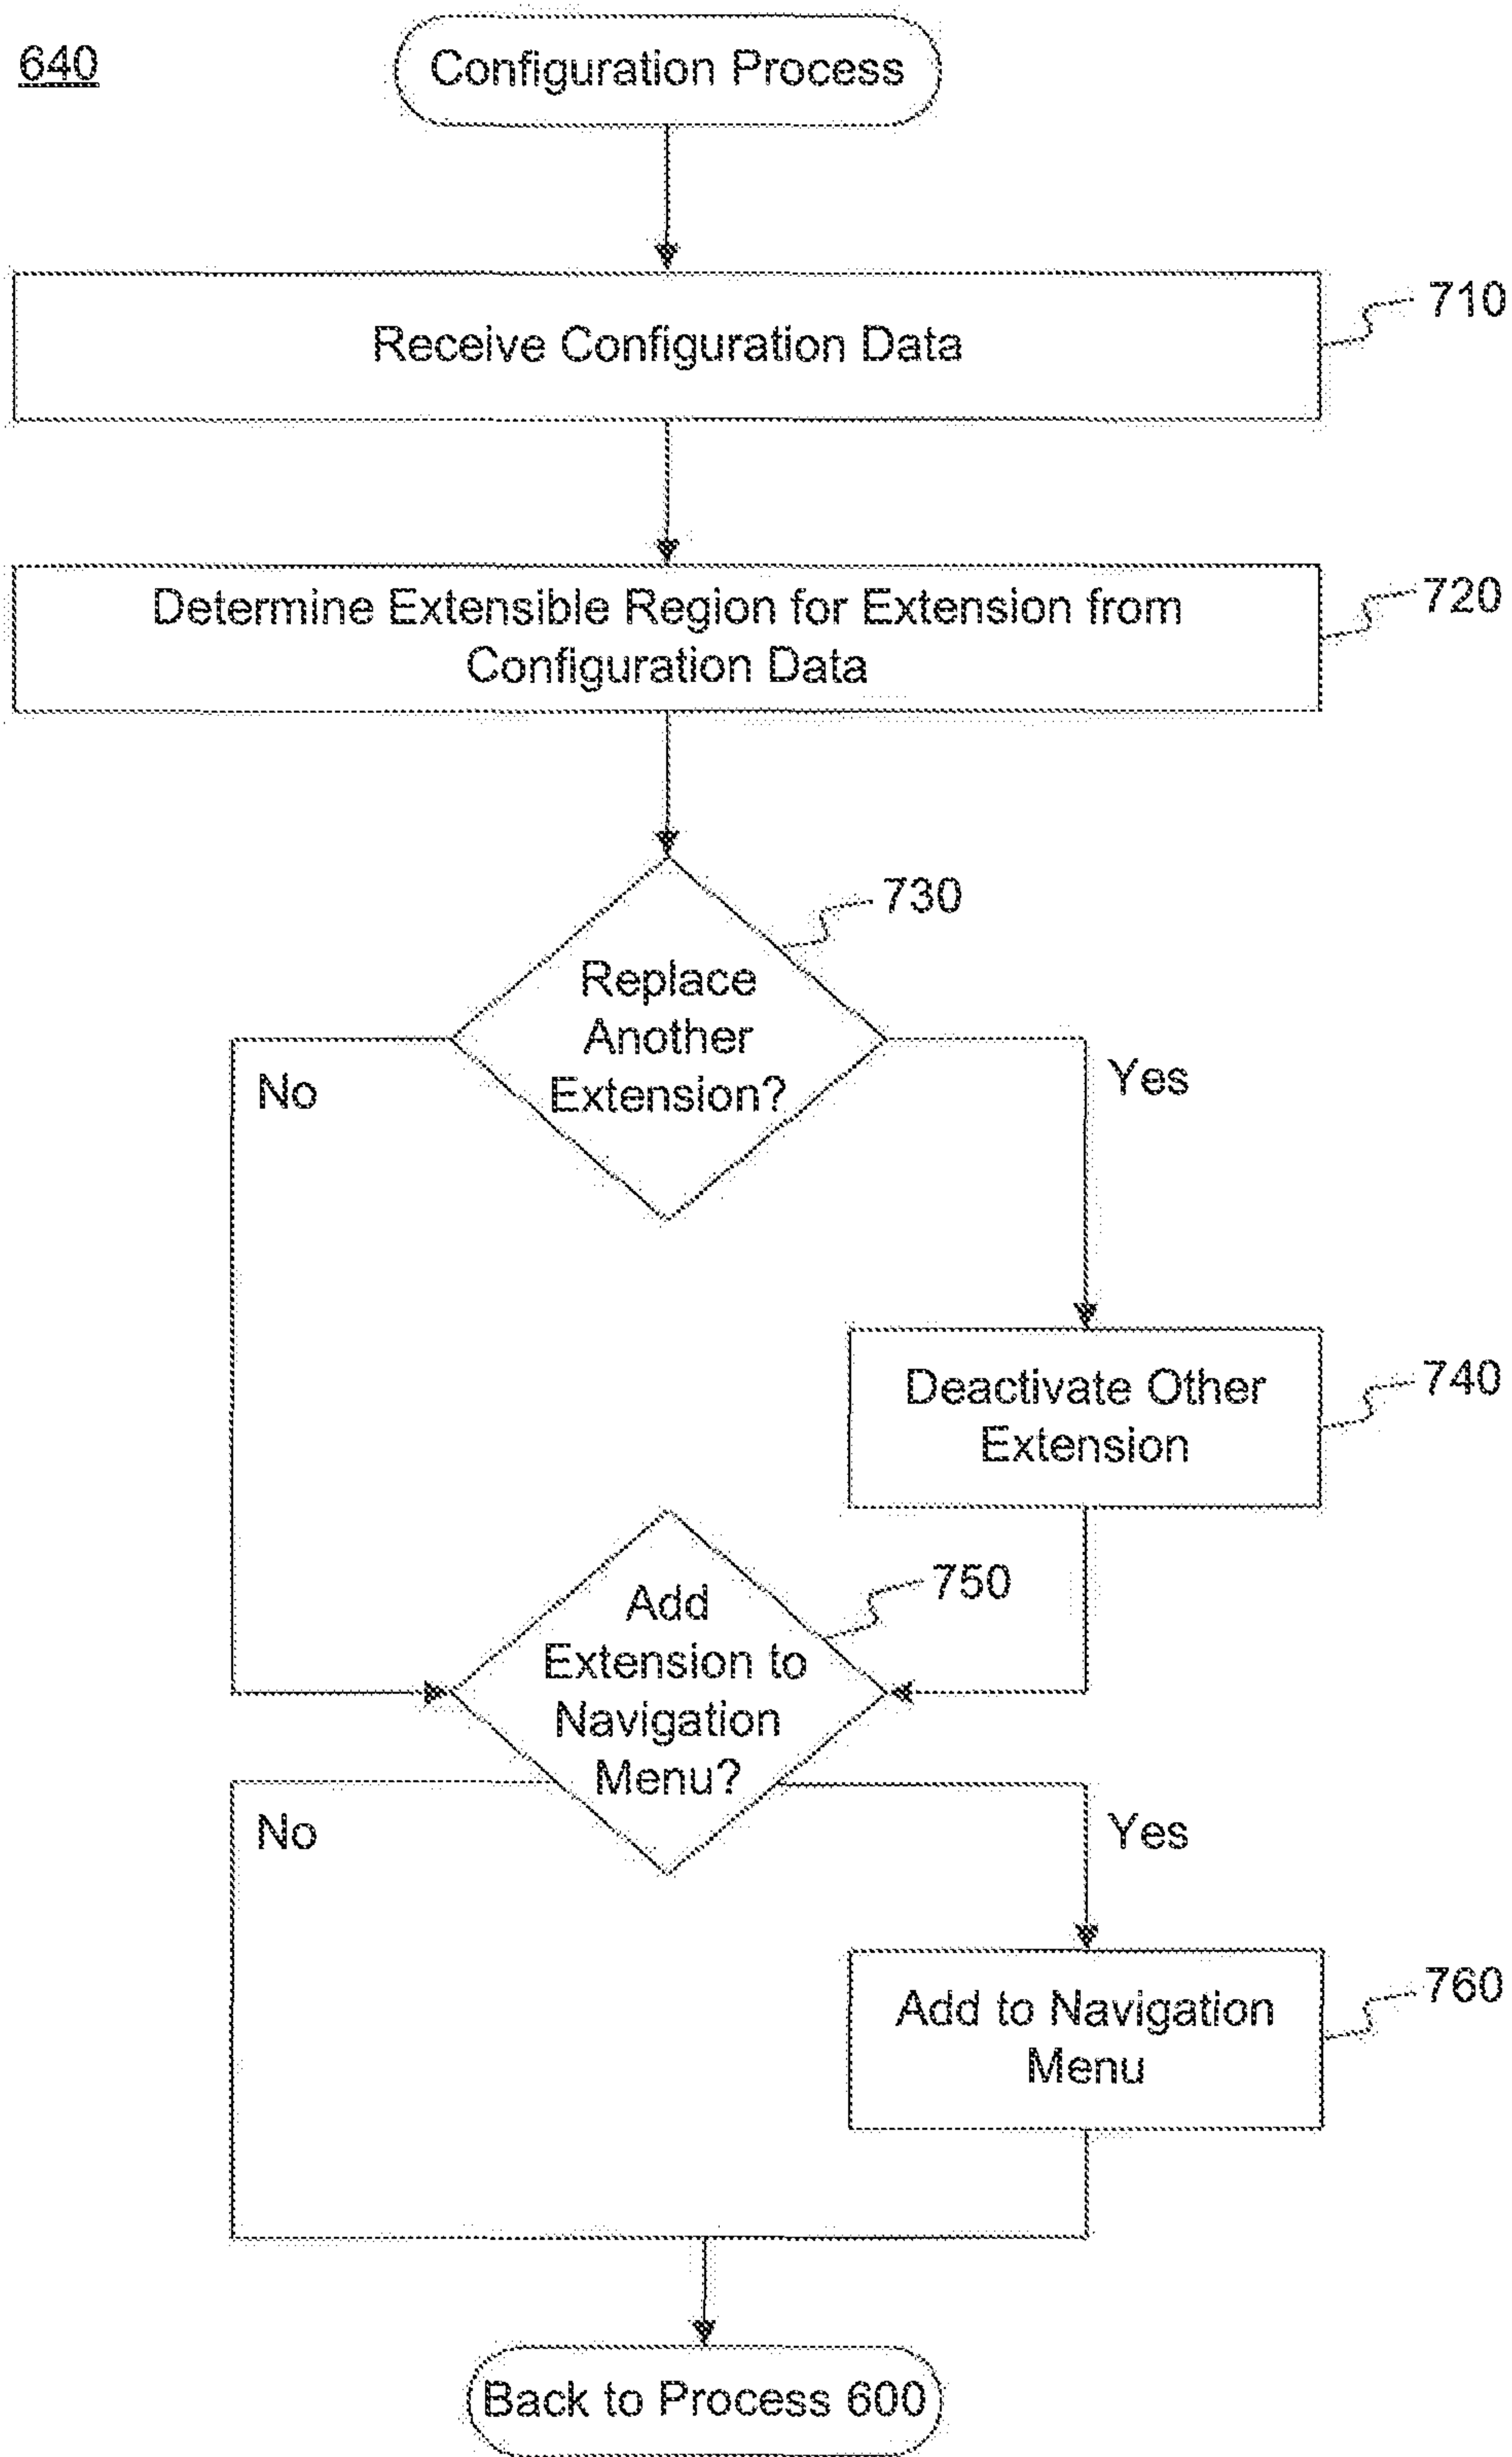 640
Configuration Process
Receive Configuration Data
710
Determine Extensible Region for Extension from
Configuration Data
720
730
Replace
Another
Extension?
No
Yes
Deactivate Other
Extension
740
750
Add
Extension to
Navigation
Menu?
No
Yes
Add to Navigation
Menu
760
Back to Process 600